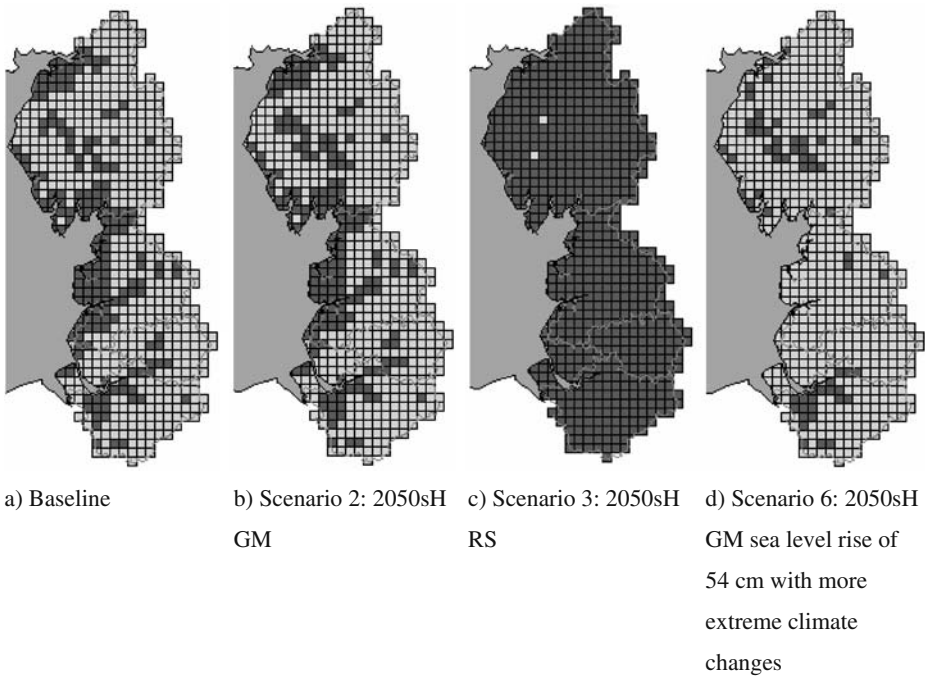 a) Baseline
b) Scenario 2: 2050sH
GM
c) Scenario 3: 2050sH
RS
d) Scenario 6: 2050sH
GM sea level rise of
54 cm with more
extreme climate
changes